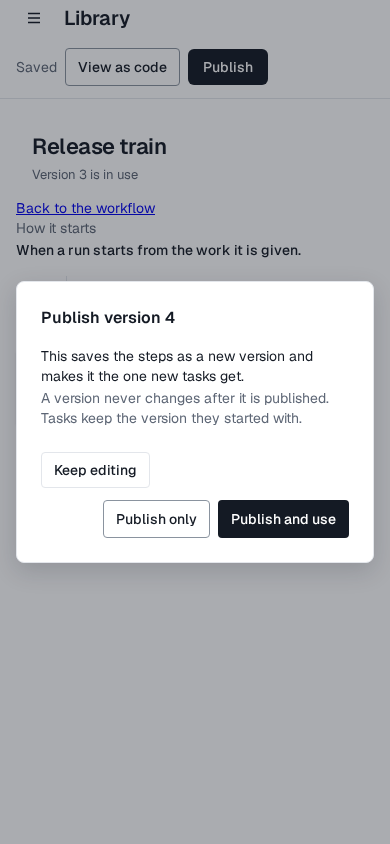 Library
Saved
View as code
Publish
Release train
Version 3 is in use
Back to the workflow
How it starts
When a run starts from the work it is given.
Publish version 4
This saves the steps as a new version and
makes it the one new tasks get.
A version never changes after it is published.
Tasks keep the version they started with.
Keep editing
Publish only
Publish and use